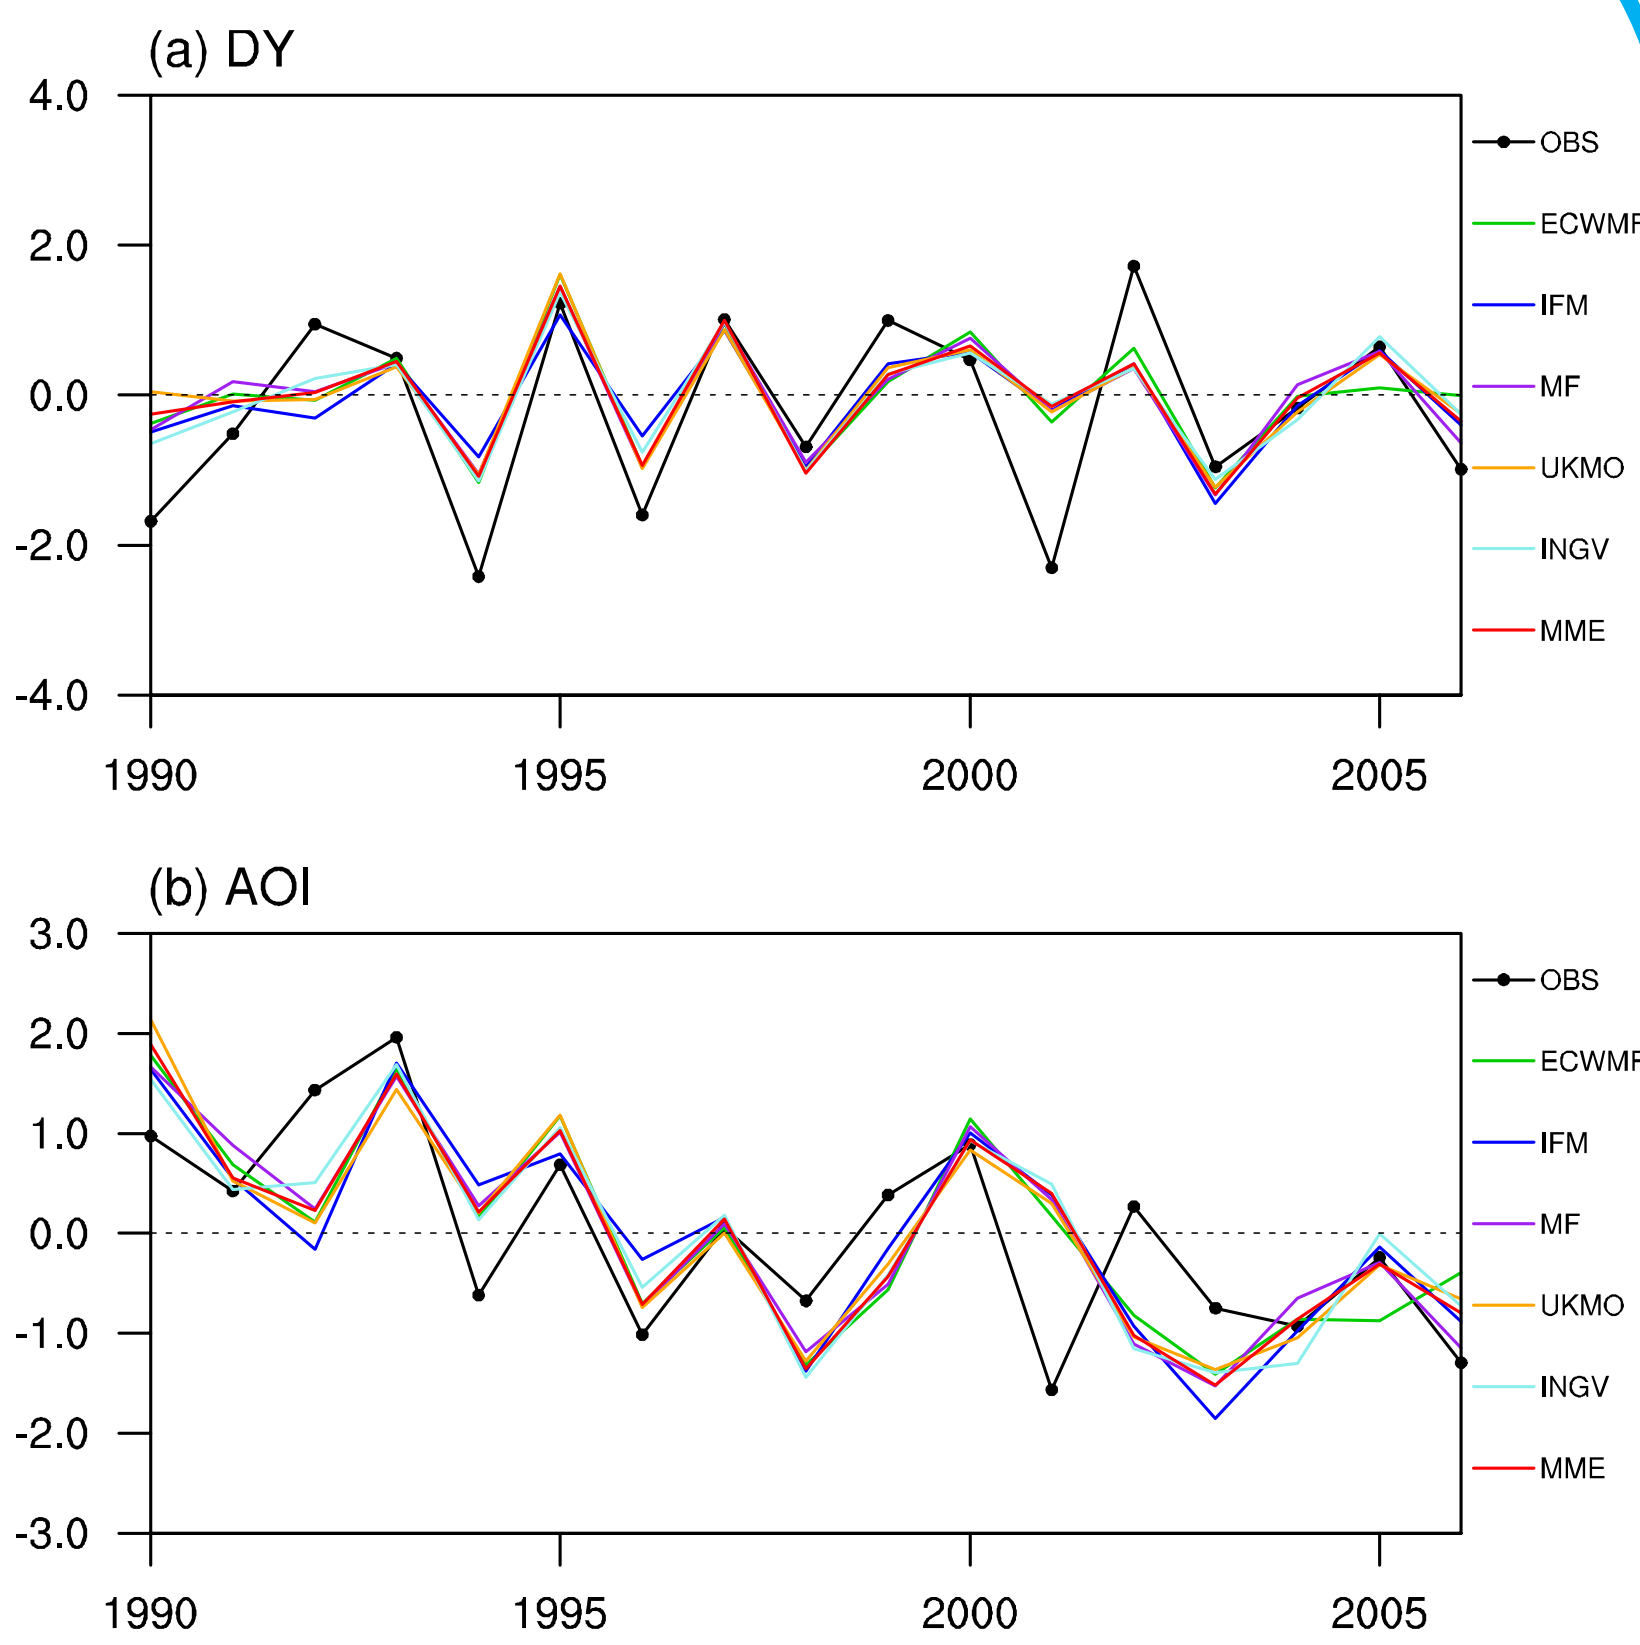 (a) DY
4.0
2.0
0.0
-2.0
-4.0
1990 1995 2000 2005
OBS
ECWMF
IFM
MF
UKMO
INGV
MME
(b) AOI
3.0
2.0
1.0
0.0
-1.0
-2.0
-3.0
1990 1995 2000 2005
OBS
ECWMF
IFM
MF
UKMO
INGV
MME